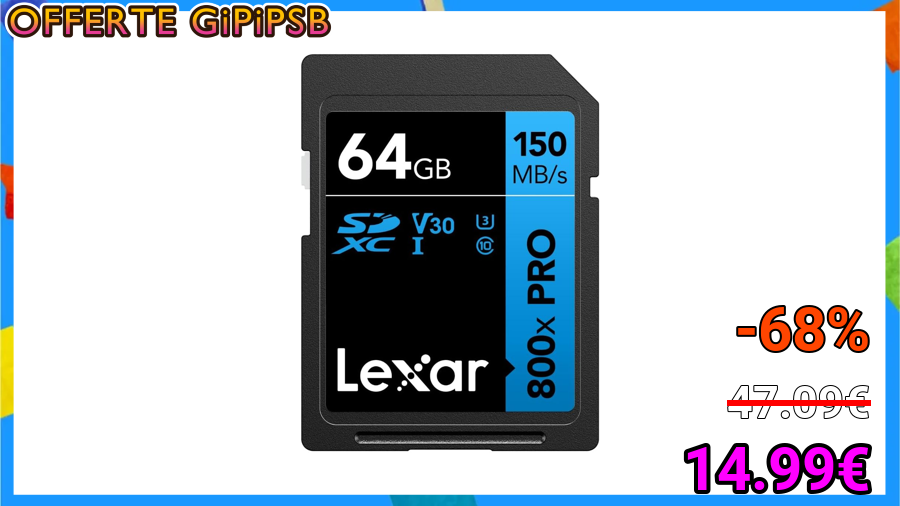 OFFERTE GiPiPSB
64GB
150
MB/s
SD
XC
V30
I
3
10
800x PRO
Lexar
-68%
47.09€
14.99€